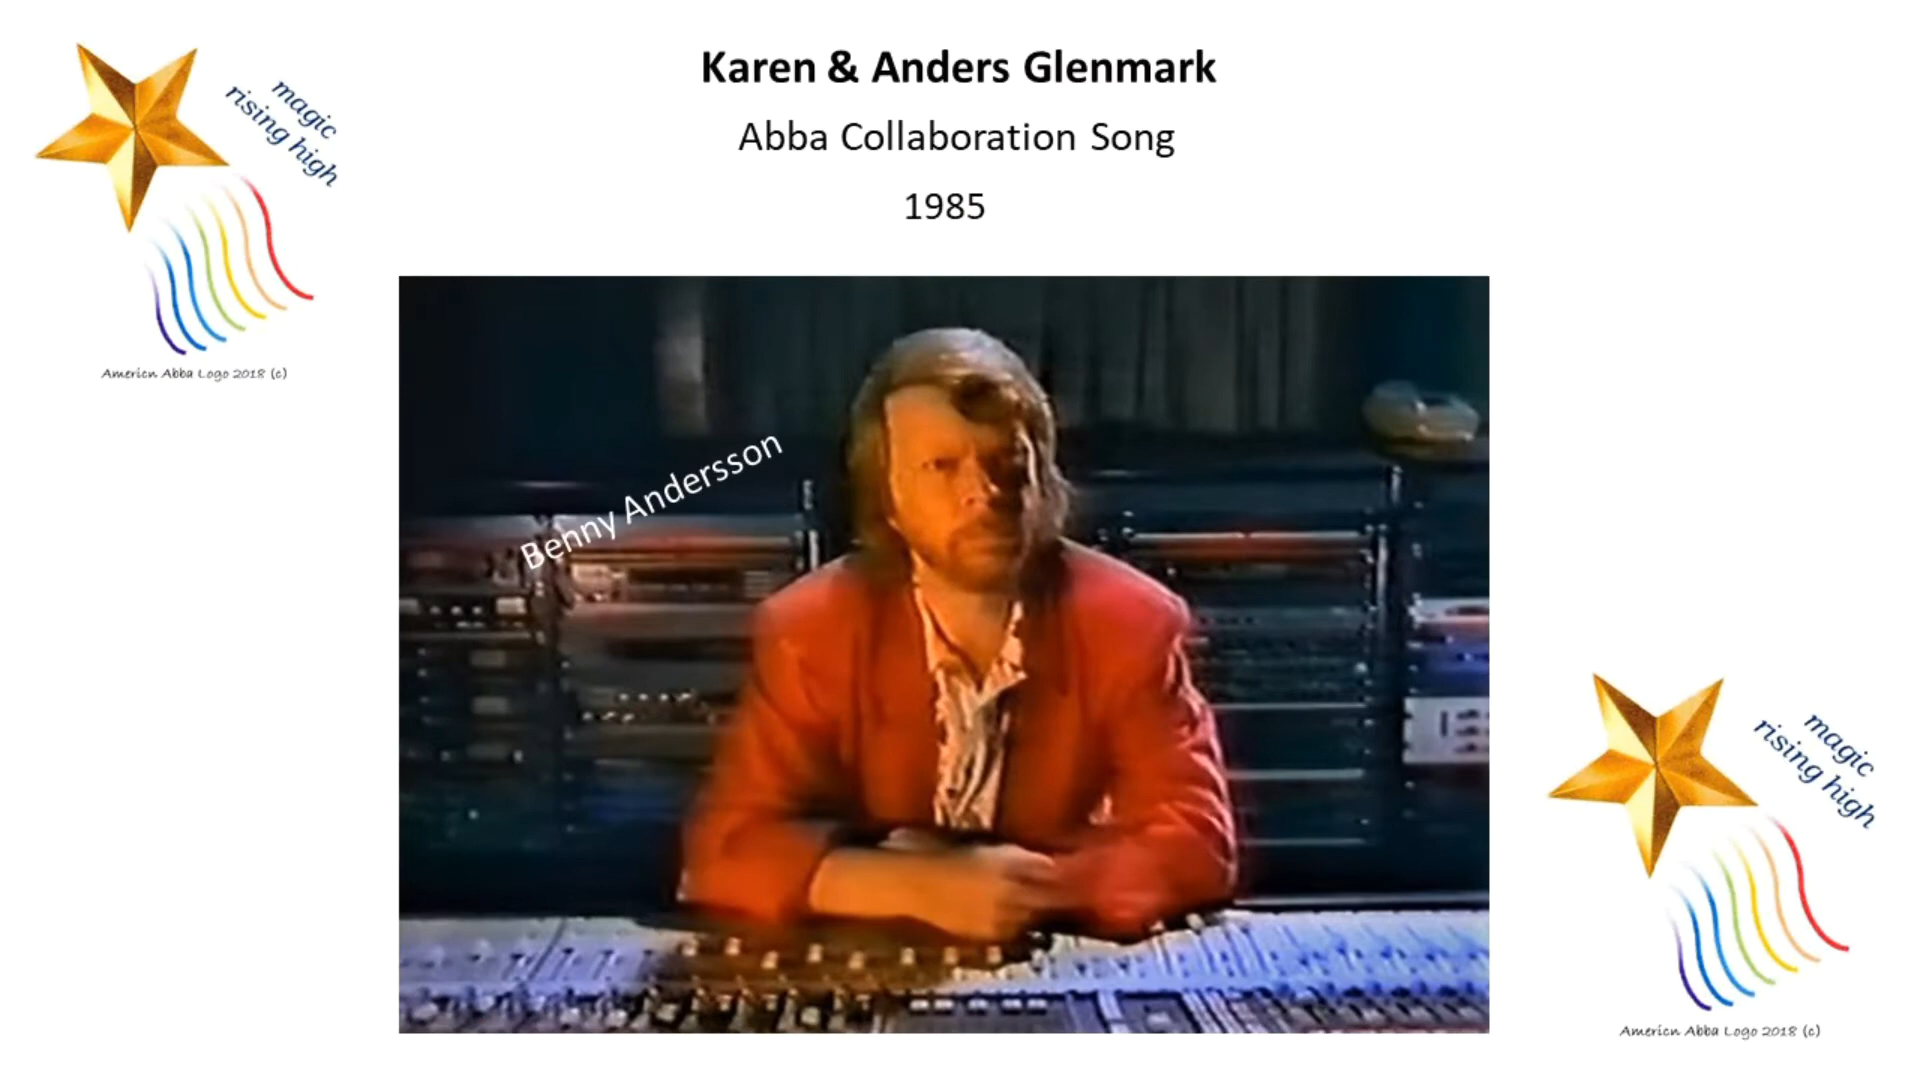 Karen & Anders Glenmark
Abba Collaboration Song
1985
magic
rising high
Americn Abba Logo 2018 (c)
Benny Andersson
magic
rising high
Americn Abba Logo 2018 (c)